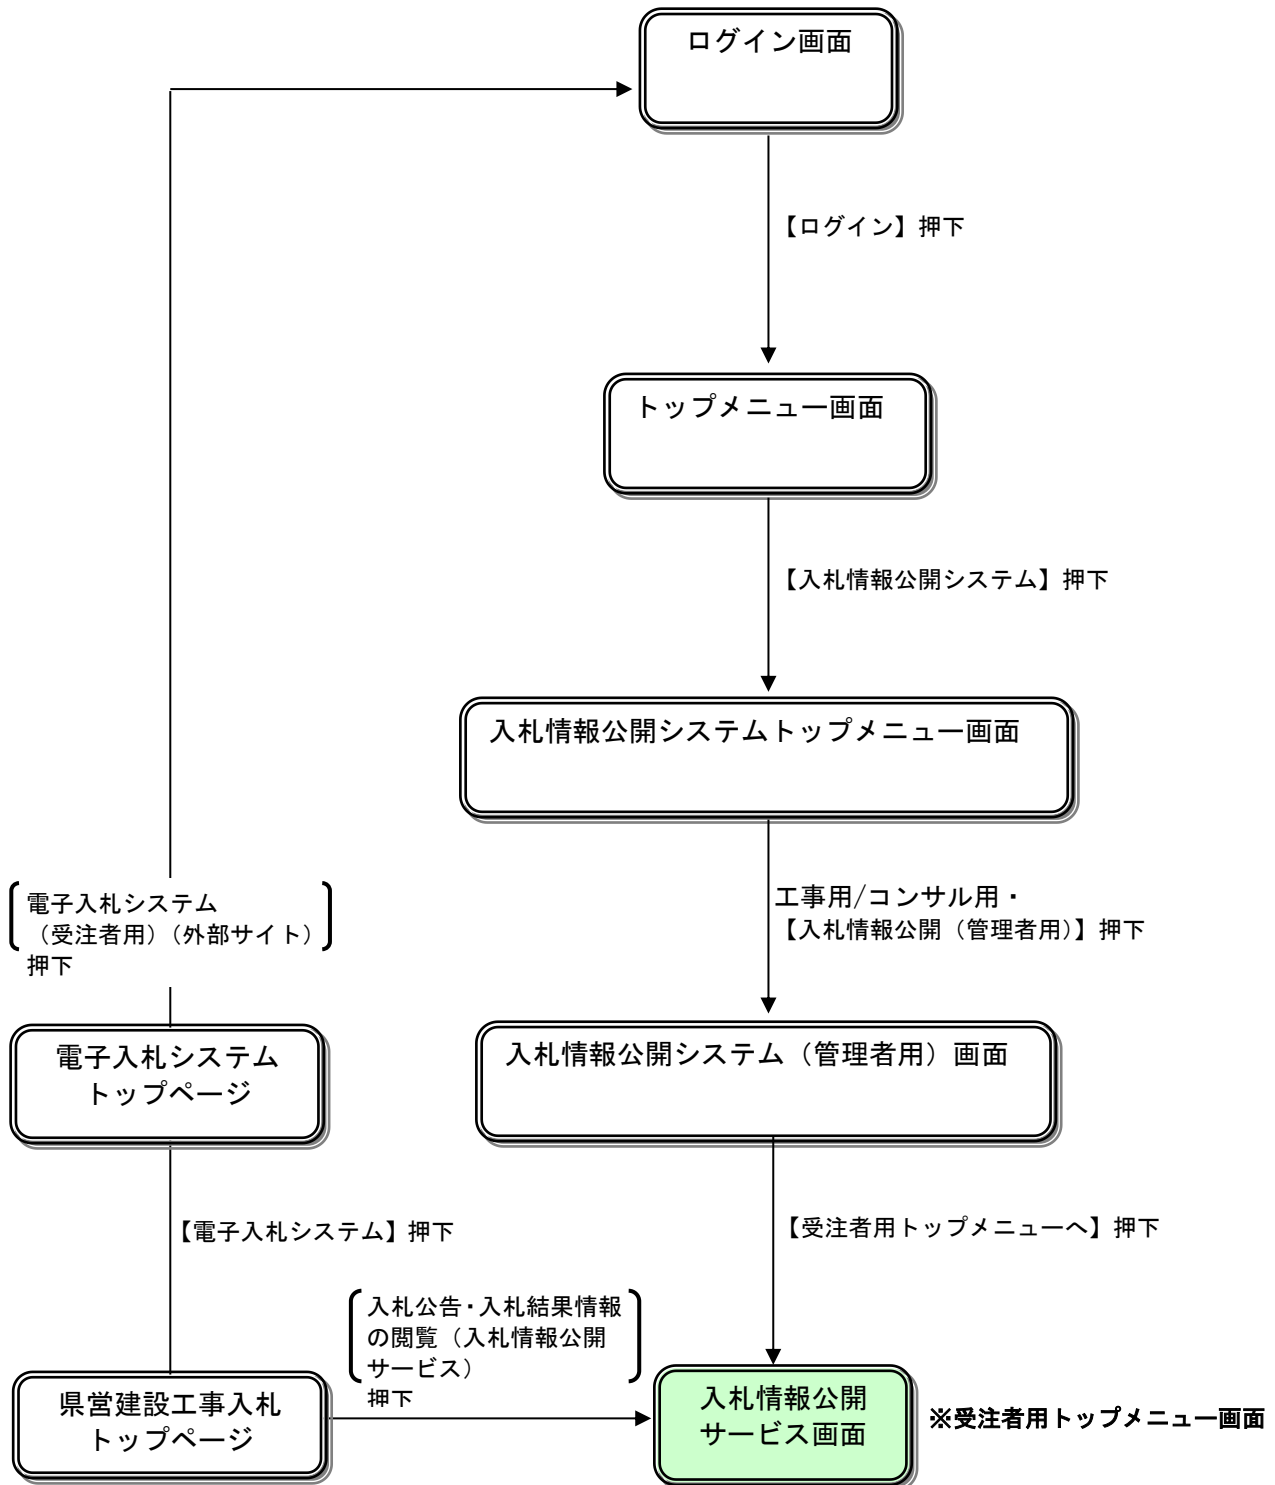 ログイン画面
【ログイン】押下
トップメニュー画面
【入札情報公開システム】押下
入札情報公開システムトップメニュー画面
工事用/コンサル用・
【入札情報公開（管理者用）】押下
電子入札システム
（受注者用）（外部サイト）
押下
入札情報公開システム（管理者用）画面
電子入札システム
トップページ
【電子入札システム】押下
【受注者用トップメニューへ】押下
入札公告・入札結果情報
の閲覧（入札情報公開
サービス）
押下
県営建設工事入札
トップページ
入札情報公開
サービス画面
※受注者用トップメニュー画面